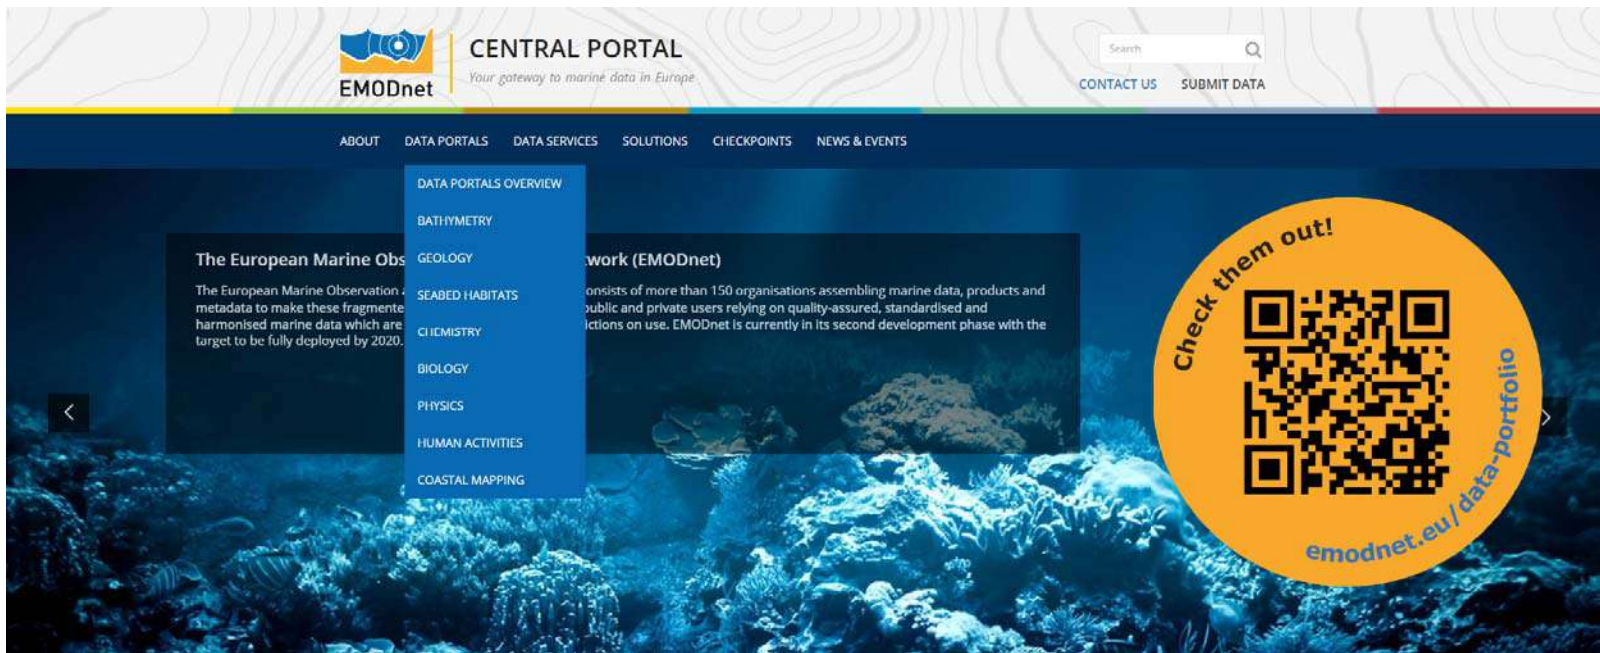 EMODnet
CENTRAL PORTAL
Your gateway to marine data in Europe
Search
CONTACT US SUBMIT DATA
ABOUT DATA PORTALS DATA SERVICES SOLUTIONS CHECKPOINTS NEWS & EVENTS
DATA PORTALS OVERVIEW
BATHYMETRY
GEOLOGY
SEABED HABITATS
CHEMISTRY
BIOLOGY
PHYSICS
HUMAN ACTIVITIES
COASTAL MAPPING
The European Marine Obs work (EMODnet)
The European Marine Observation onsists of more than 150 organisations assembling marine data, products and
metadata to make these fragmente public and private users relying on quality-assured, standardised and
harmonised marine data which are ictions on use. EMODnet is currently in its second development phase with the
target to be fully deployed by 2020.
Check them out!
emodnet.eu/data-portfolio